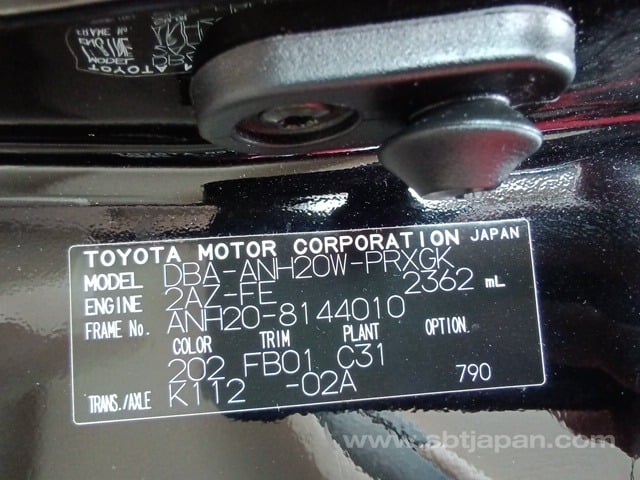 TOYOTA MOTOR CORPORATION JAPAN
MODEL DBA-ANH20W-PRXGK
ENGINE 2AZ-FE 2362 mL
FRAME No. ANH20-8144010
COLOR TRIM PLANT OPTION.
202 FB01 C31
TRANS./AXLE K112 -02A 790
www.sbtjapan.com